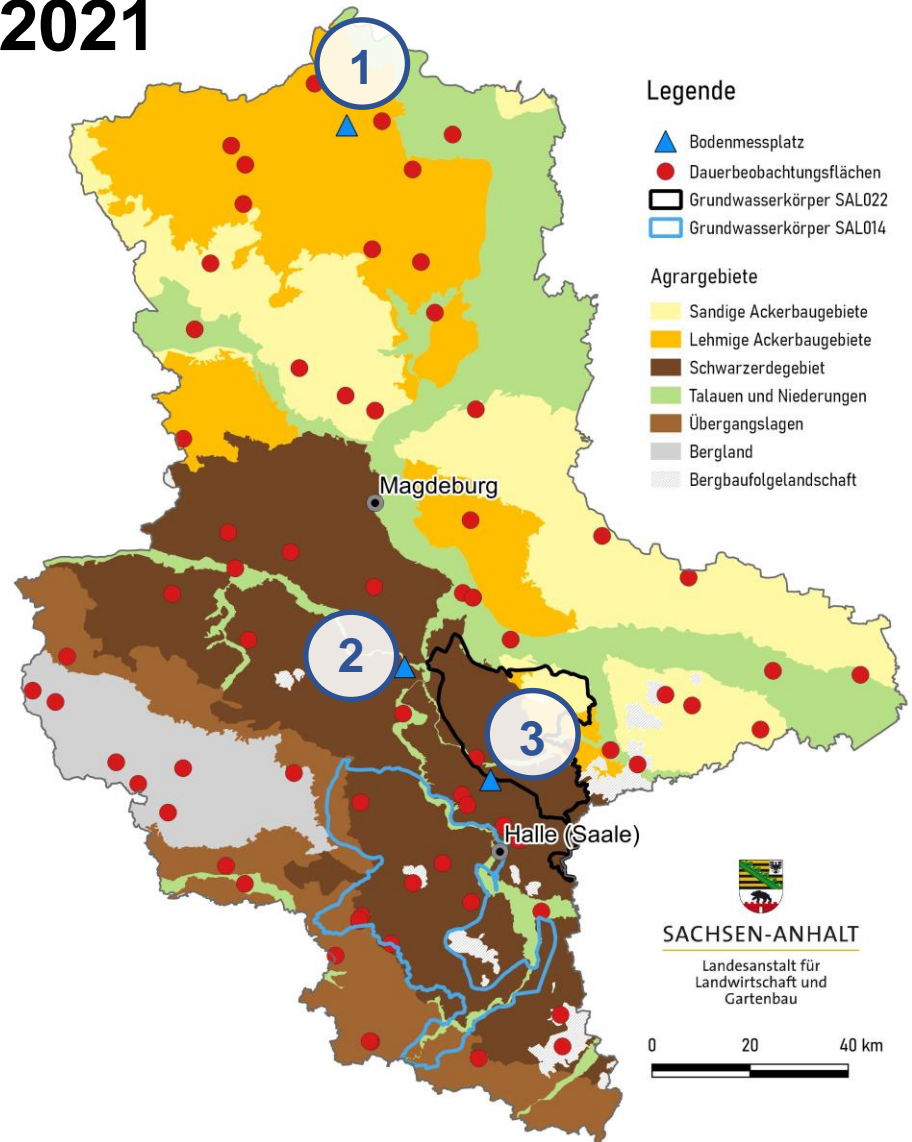 2021
1
Legende
Bodenmessplatz
Dauerbeobachtungsflächen
Grundwasserkörper SAL022
Grundwasserkörper SAL014
Agrargebiete
Sandige Ackerbaugebiete
Lehmige Ackerbaugebiete
Schwarzerdegebiet
Talauen und Niederungen
Übergangslagen
Bergland
Bergbaufolgelandschaft
Magdeburg
2
3
Halle (Saale)
SACHSEN-ANHALT
Landesanstalt für
Landwirtschaft und
Gartenbau
0 20 40 km